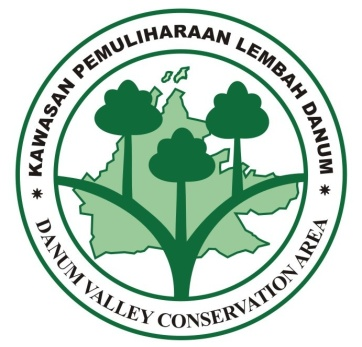 KAWASAN PEMULIHARAAN LEMBAH DANUM
DANUM VALLEY CONSERVATION AREA